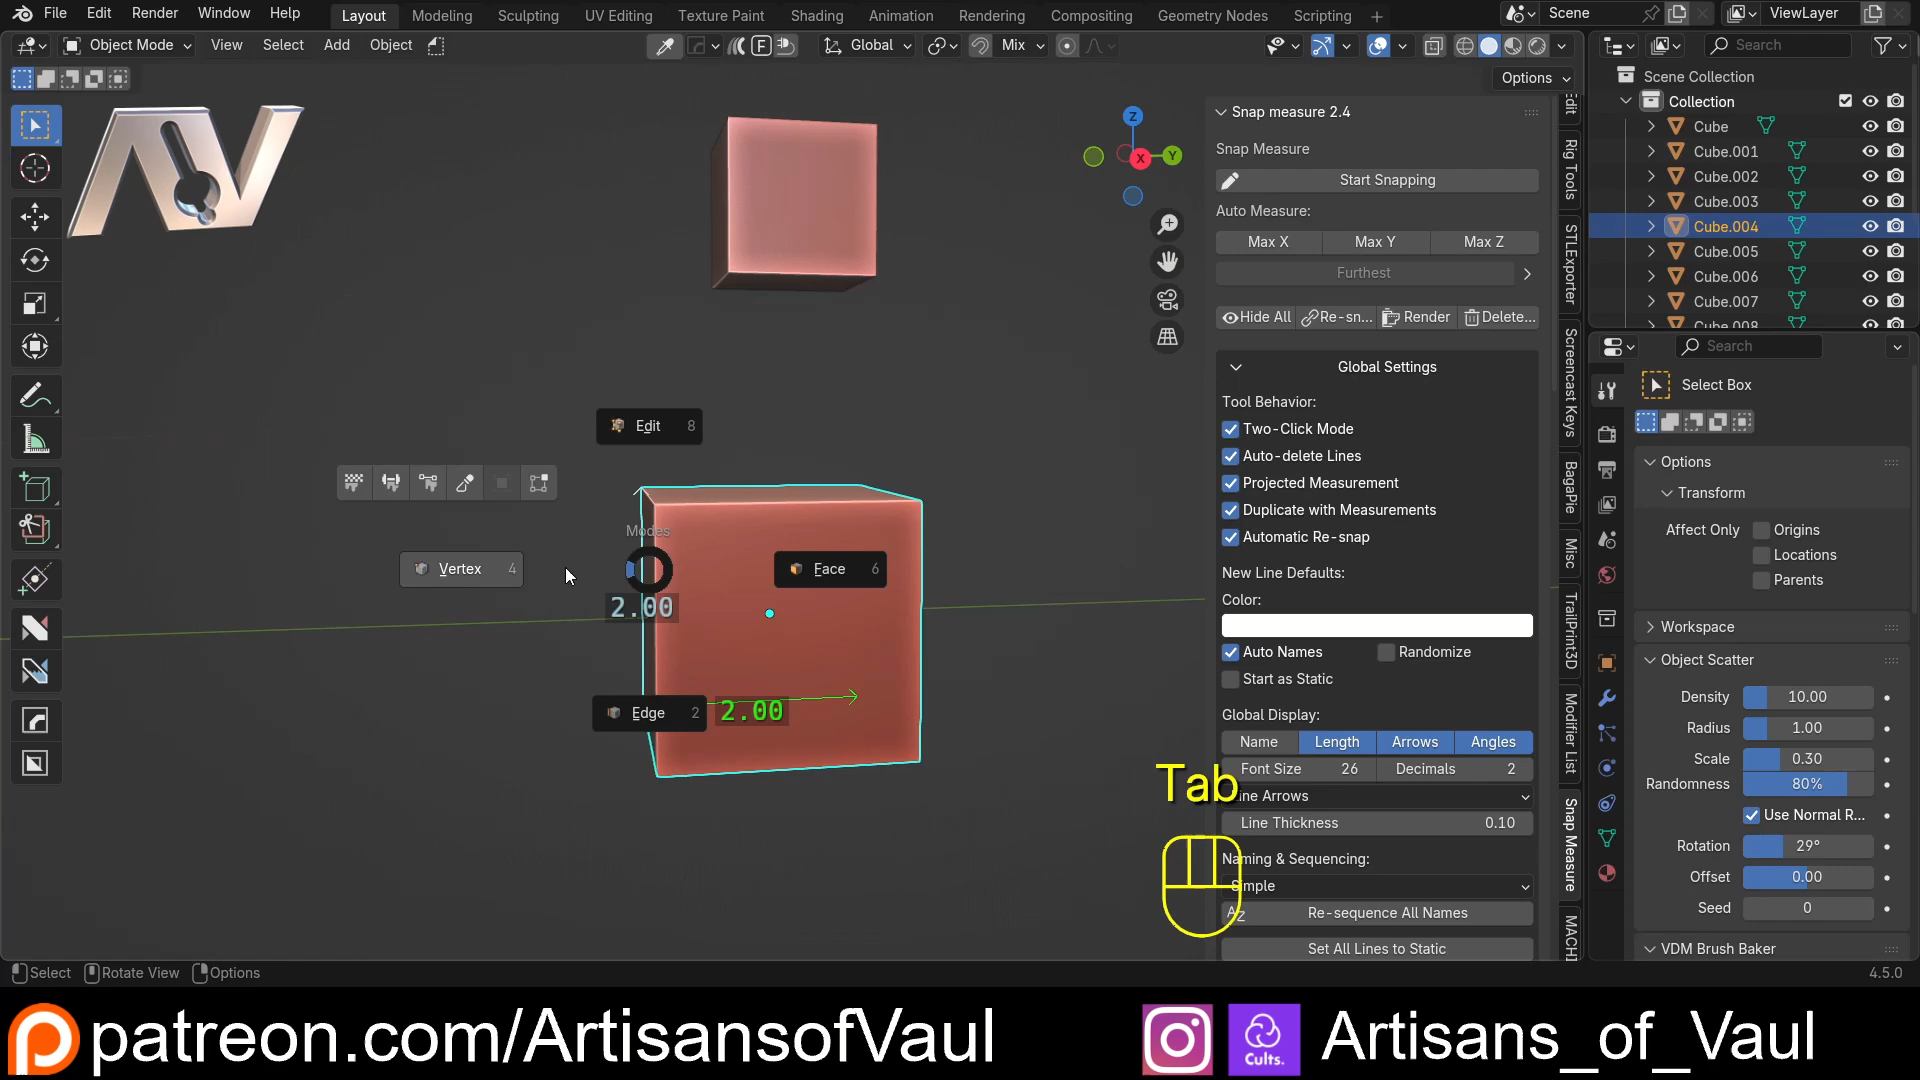 File Edit Render Window Help
Layout Modeling Sculpting UV Editing Texture Paint Shading Animation Rendering Compositing Geometry Nodes Scripting
Scene
ViewLayer
Object Mode View Select Add Object
Global
Mix
Search
Options
Scene Collection
Collection
Cube
Cube.001
Cube.002
Cube.003
Cube.004
Cube.005
Cube.006
Cube.007
Cube.008
Z
X
Y
Snap measure 2.4
Snap Measure
Start Snapping
Auto Measure:
Max X Max Y Max Z
Furthest
Hide All Re-sn... Render Delete...
Global Settings
Tool Behavior:
Two-Click Mode
Auto-delete Lines
Projected Measurement
Duplicate with Measurements
Automatic Re-snap
New Line Defaults:
Color:
Auto Names Randomize
Start as Static
Global Display:
Name Length Arrows Angles
Font Size 26 Decimals 2
ine Arrows
Line Thickness 0.10
Naming & Sequencing:
Simple
Re-sequence All Names
Set All Lines to Static
Edit
Rig Tools
STLExporter
Screencast Keys
BagaPie
Misc
TrailPrint3D
Modifier List
Snap Measure
MACHI
Search
Select Box
Options
Transform
Affect Only Origins
Locations
Parents
Workspace
Object Scatter
Density 10.00
Radius 1.00
Scale 0.30
Randomness 80%
Use Normal R...
Rotation 29°
Offset 0.00
Seed 0
VDM Brush Baker
Edit 8
Modes
Vertex 4
Face 6
2.00
Edge 2
2.00
Tab
Select Rotate View Options
4.5.0
patreon.com/ArtisansofVaul
Cults.
Artisans_of_Vaul